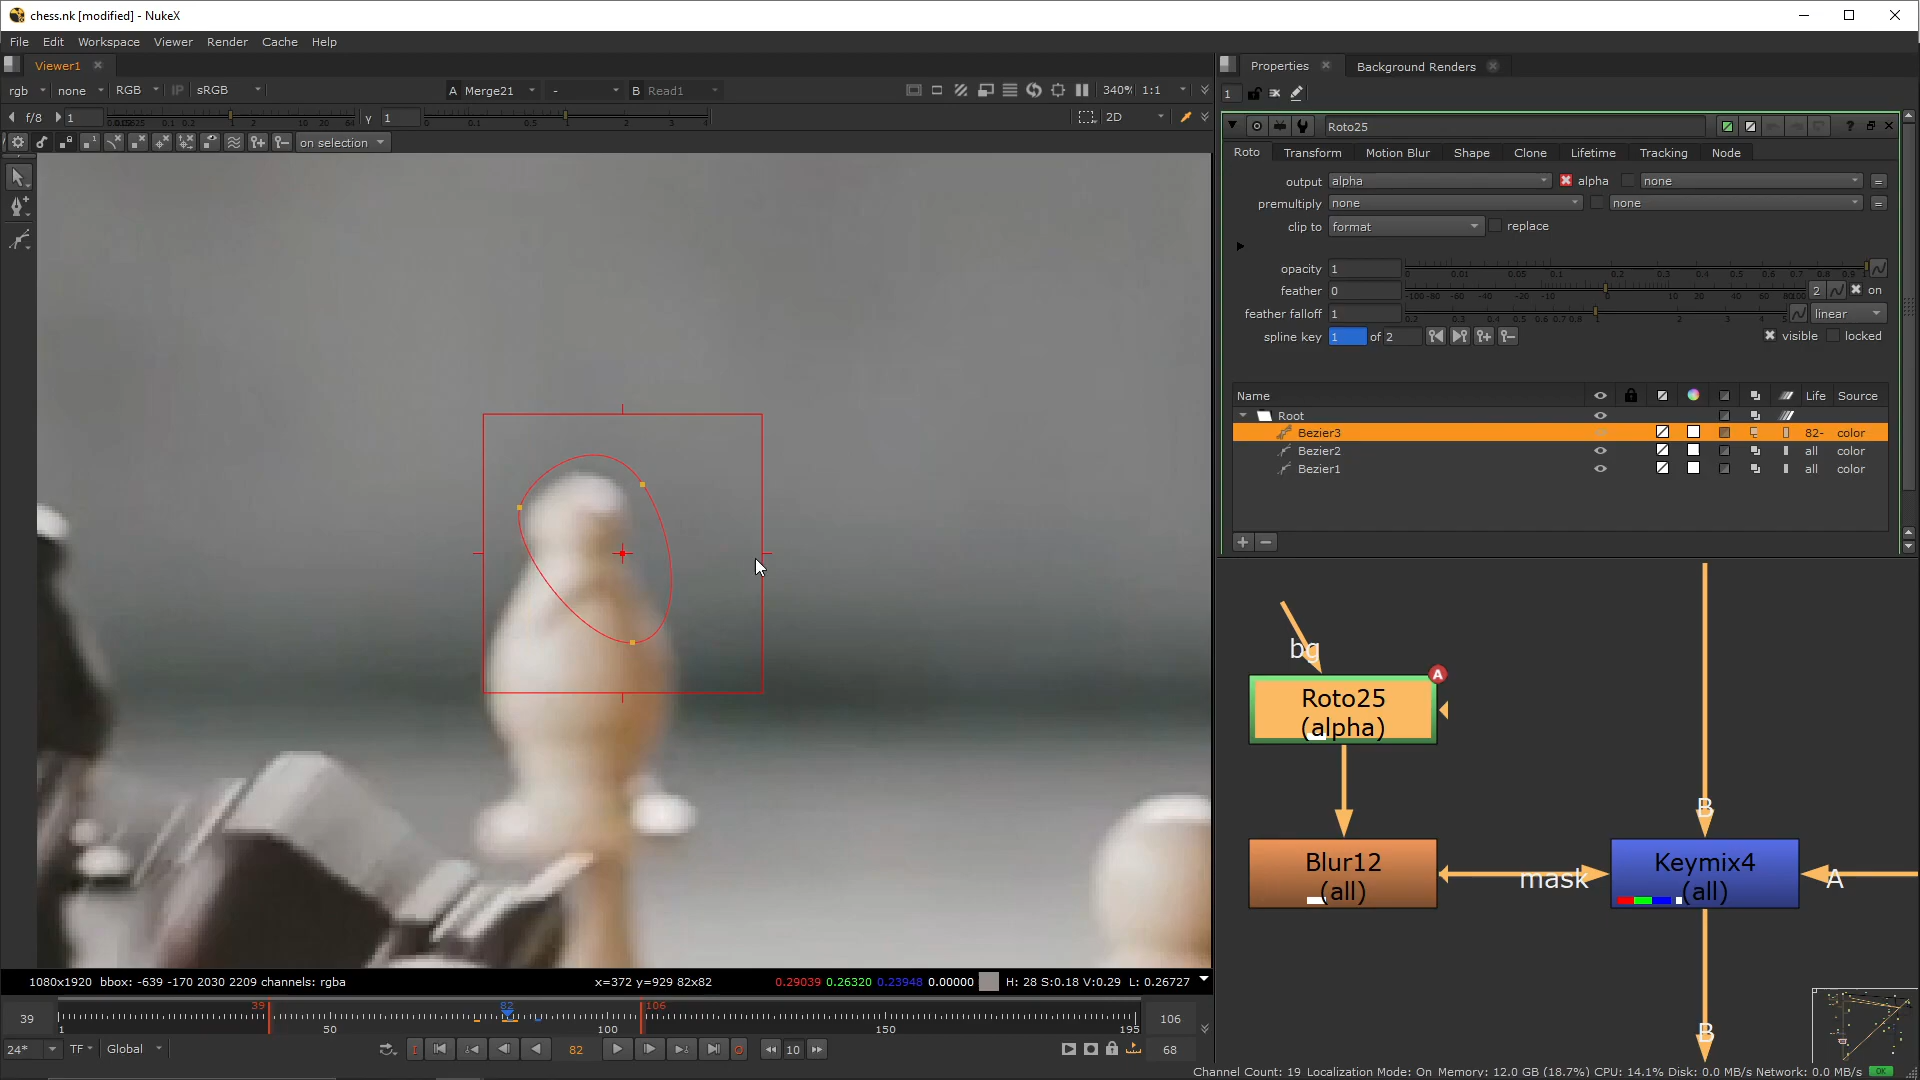 chess.nk [modified] - NukeX
File Edit Workspace Viewer Render Cache Help
Viewer1
rgb none RGB IP sRGB A Merge21 - B Read1 340% 1:1
f/8 1 Y 1 2D
on selection
Properties Background Renders
1
Roto25
Roto Transform Motion Blur Shape Clone Lifetime Tracking Node
output alpha alpha none =
premultiply none none =
clip to format replace
opacity 1
feather 0 2 on
feather falloff 1 linear
spline key 1 of 2 visible locked
Name Life Source
Root
Bezier3 82- color
Bezier2 all color
Bezier1 all color
bg
A
Roto25
(alpha)
B
Blur12
(all)
mask
Keymix4
(all)
A
B
1080x1920 bbox: -639 -170 2030 2209 channels: rgba x=372 y=929 82x82 0.29039 0.26320 0.23948 0.00000 H: 28 S:0.18 V:0.29 L: 0.26727
39 39 82 106 106
1 50 100 150 195
24* TF Global 82 10 68
Channel Count: 19 Localization Mode: On Memory: 12.0 GB (18.7%) CPU: 14.1% Disk: 0.0 MB/s Network: 0.0 MB/s OK